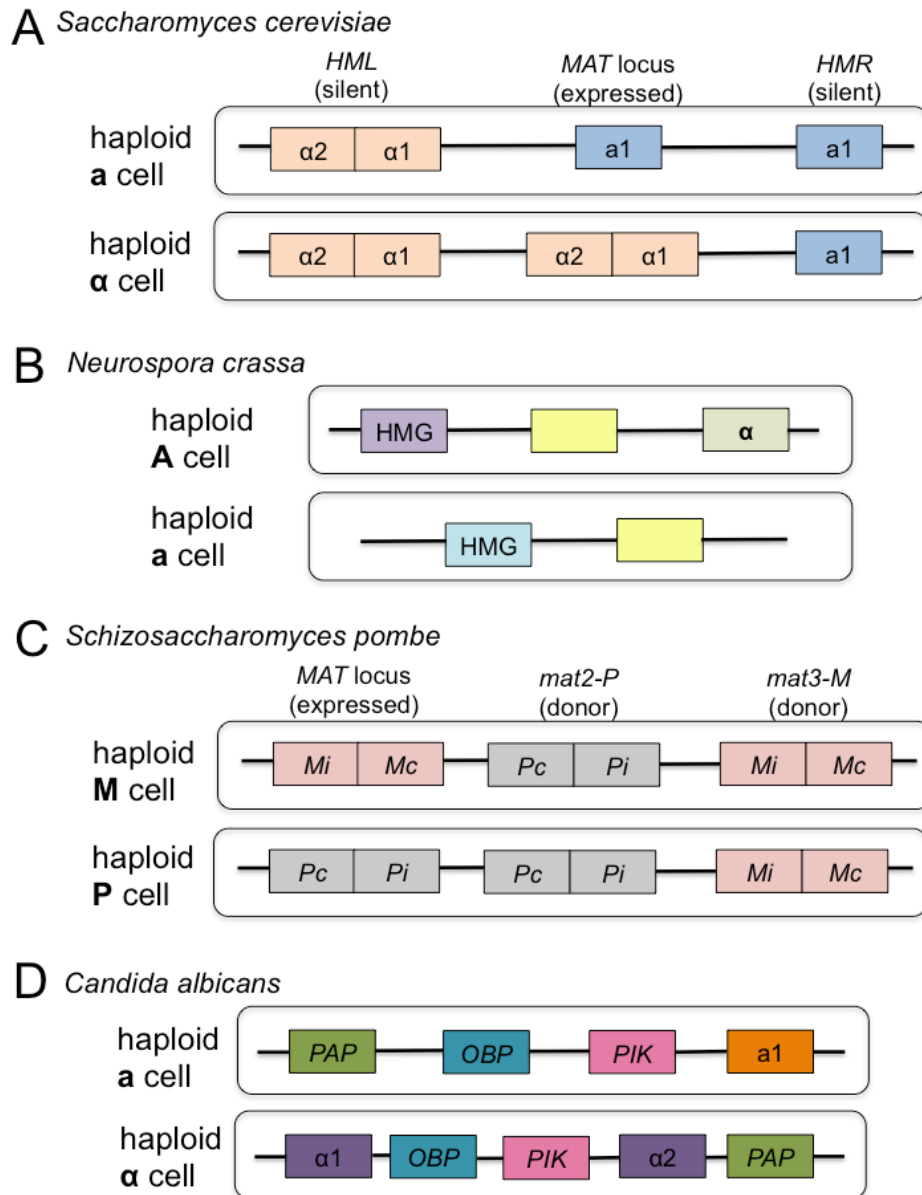 A Saccharomyces cerevisiae
HML MAT locus HMR
(silent) (expressed) (silent)
haploid
a cell
α2 α1 a1 a1
haploid
α cell
α2 α1 α2 α1 a1
B Neurospora crassa
haploid
A cell
HMG α
haploid
a cell
HMG
C Schizosaccharomyces pombe
MAT locus mat2-P mat3-M
(expressed) (donor) (donor)
haploid
M cell
Mi Mc Pc Pi Mi Mc
haploid
P cell
Pc Pi Pc Pi Mi Mc
D Candida albicans
haploid
a cell
PAP OBP PIK a1
haploid
α cell
α1 OBP PIK α2 PAP